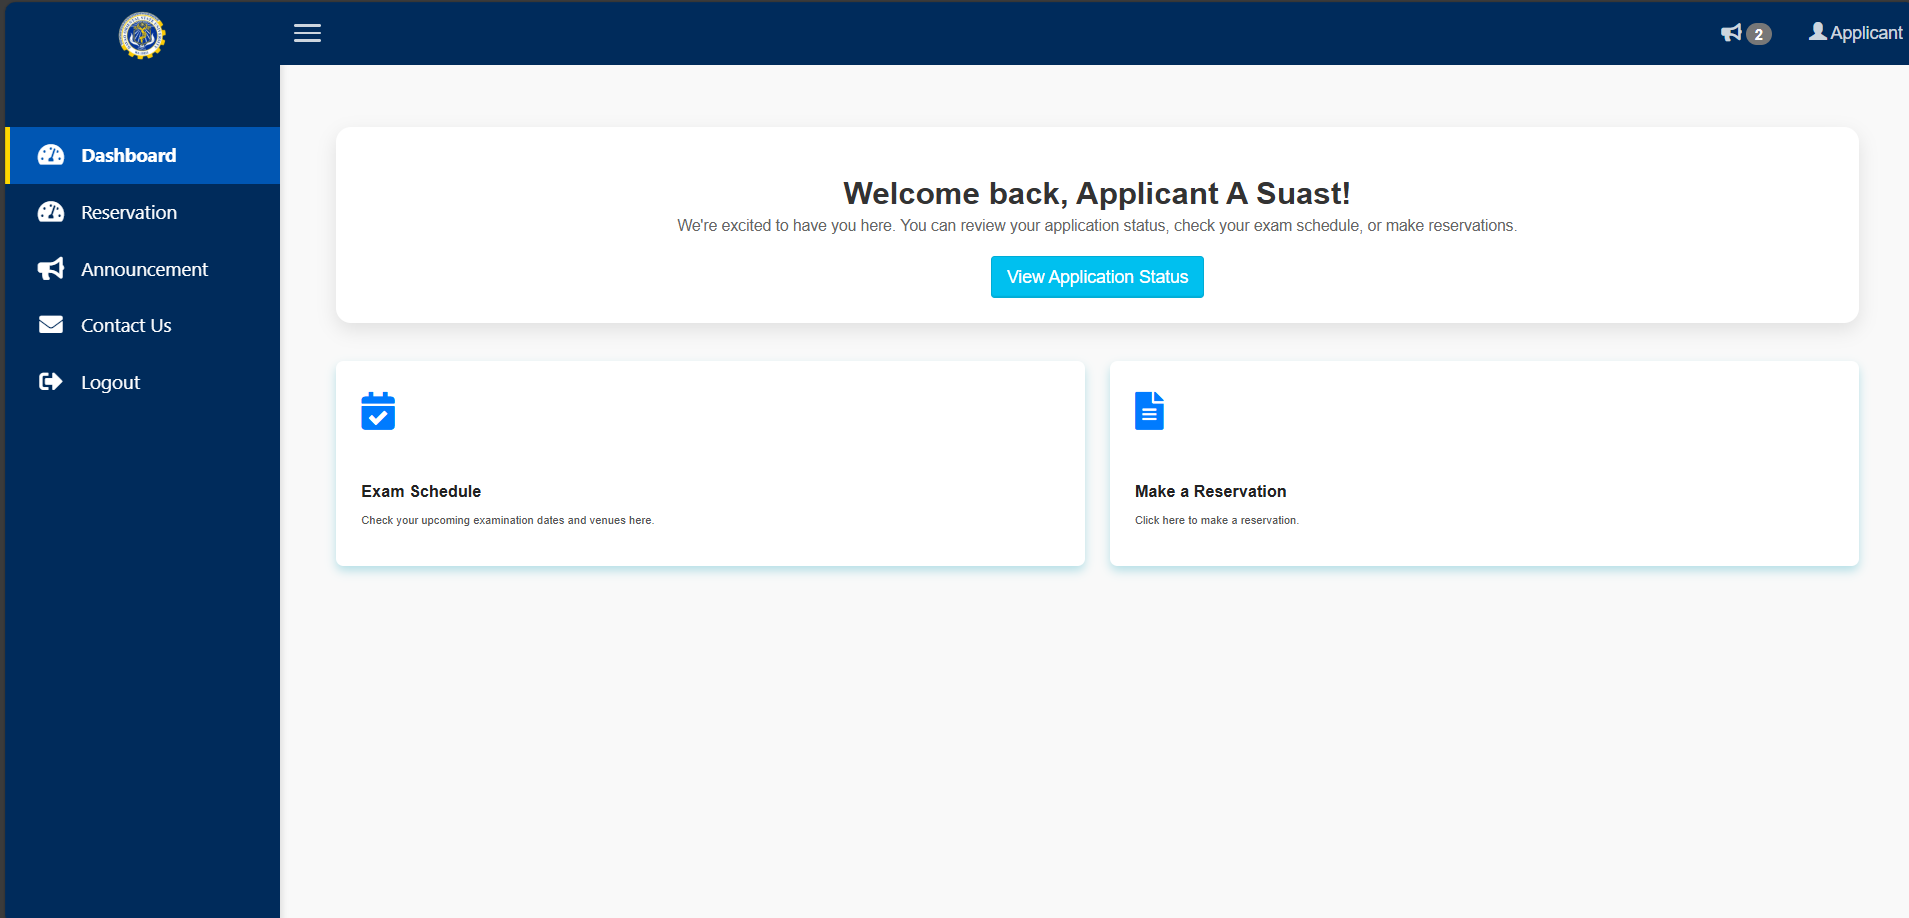 2
Applicant
Dashboard
Reservation
Announcement
Contact Us
Logout
Welcome back, Applicant A Suast!
We're excited to have you here. You can review your application status, check your exam schedule, or make reservations.
View Application Status
Exam Schedule
Check your upcoming examination dates and venues here.
Make a Reservation
Click here to make a reservation.